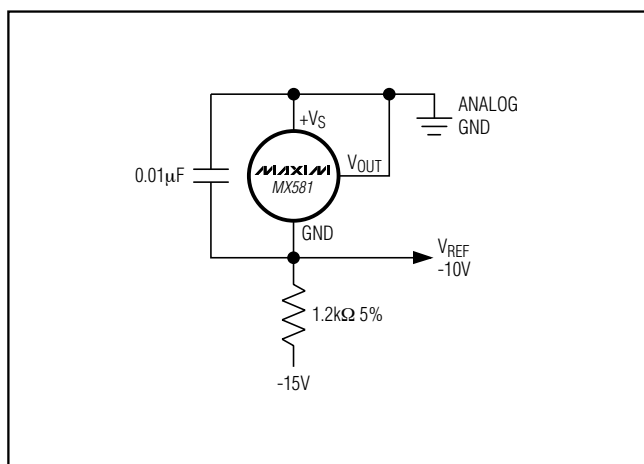 ANALOG
GND
+VS
0.01µF
MAXIM
MX581
VOUT
GND
VREF
-10V
1.2kΩ 5%
-15V